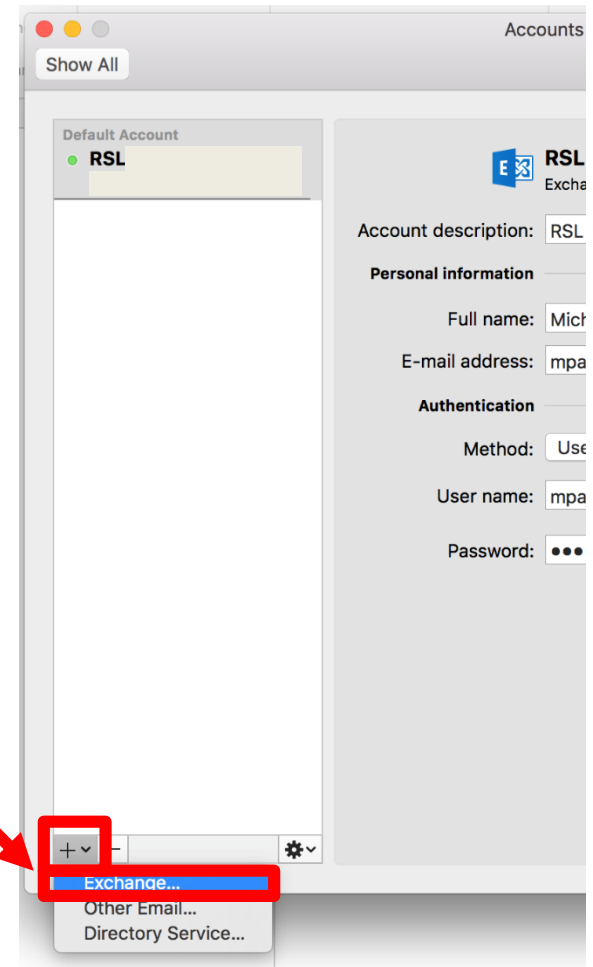 Accounts
Show All
Default Account
RSL
RSL
Excha
Account description: RSL
Personal information
Full name: Mich
E-mail address: mpa
Authentication
Method: Use
User name: mpa
Password: •••
Exchange...
Other Email...
Directory Service...